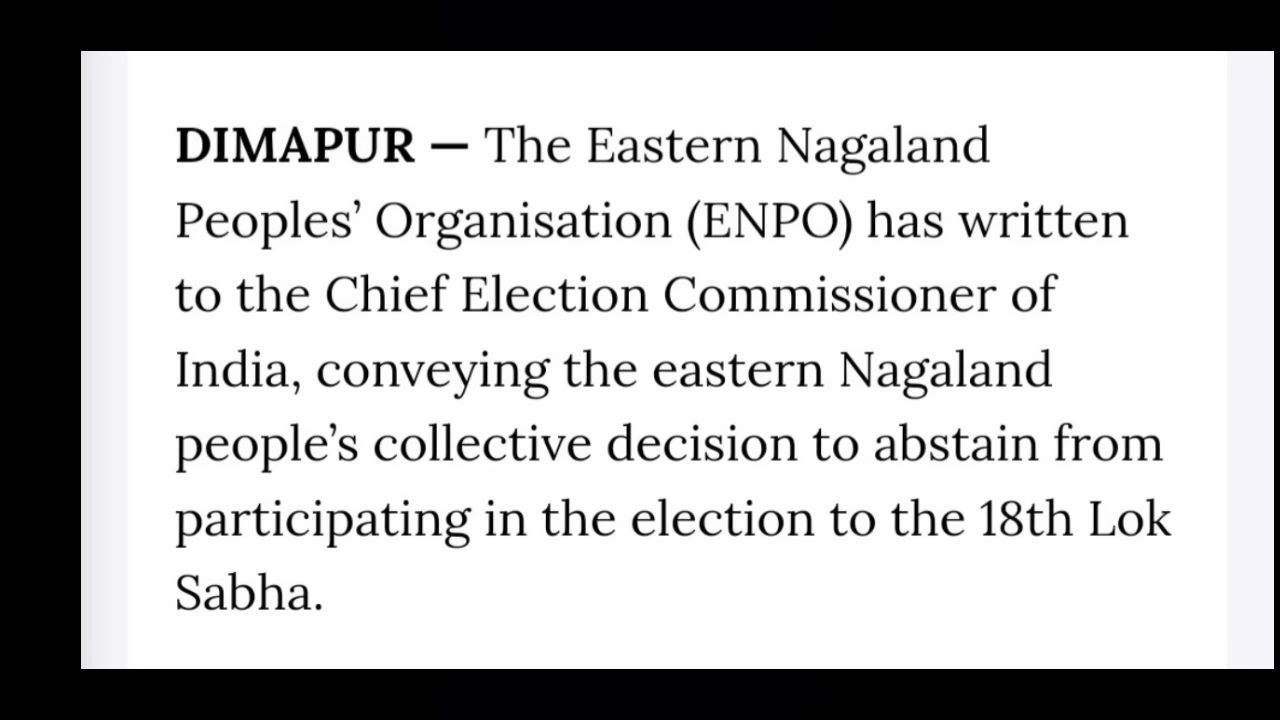 DIMAPUR — The Eastern Nagaland
Peoples’ Organisation (ENPO) has written
to the Chief Election Commissioner of
India, conveying the eastern Nagaland
people’s collective decision to abstain from
participating in the election to the 18th Lok
Sabha.